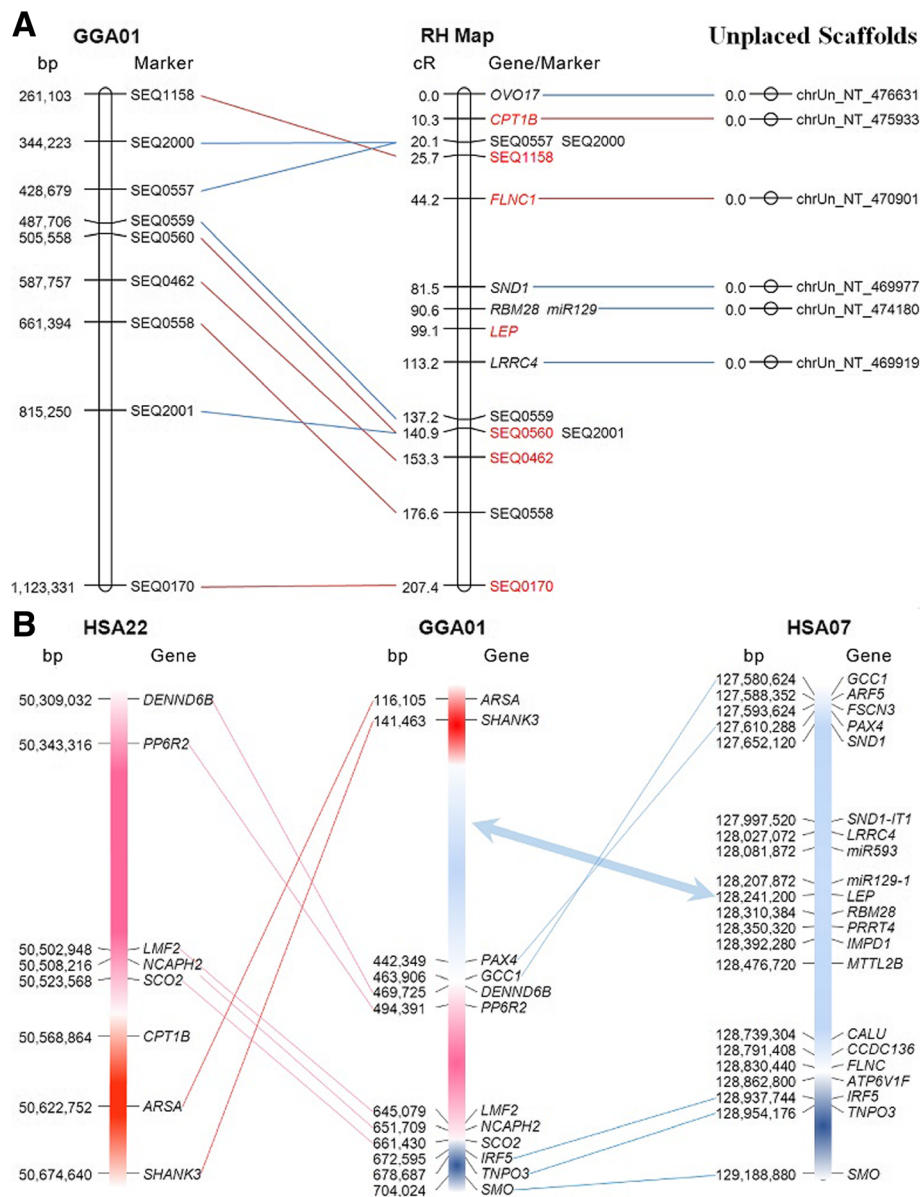 A
GGA01 RH Map Unplaced Scaffolds
bp Marker cR Gene/Marker
261,103 SEQ1158 0.0 OVO17 0.0 chrUn_NT_476631
10.3 CPT1B 0.0 chrUn_NT_475933
344,223 SEQ2000 20.1 SEQ0557 SEQ2000
25.7 SEQ1158
428,679 SEQ0557 44.2 FLNC1 0.0 chrUn_NT_470901
487,706 SEQ0559
505,558 SEQ0560
587,757 SEQ0462 81.5 SND1 0.0 chrUn_NT_469977
90.6 RBM28 miR129 0.0 chrUn_NT_474180
661,394 SEQ0558 99.1 LEP
113.2 LRRC4 0.0 chrUn_NT_469919
815,250 SEQ2001 137.2 SEQ0559
140.9 SEQ0560 SEQ2001
153.3 SEQ0462
176.6 SEQ0558
1,123,331 SEQ0170 207.4 SEQ0170
B
HSA22 GGA01 HSA07
bp Gene bp Gene bp Gene
50,309,032 DENND6B
50,343,316 PP6R2
50,502,948 LMF2
50,508,216 NCAPH2
50,523,568 SCO2
50,568,864 CPT1B
50,622,752 ARSA
50,674,640 SHANK3
116,105 ARSA
141,463 SHANK3
442,349 PAX4
463,906 GCC1
469,725 DENND6B
494,391 PP6R2
645,079 LMF2
651,709 NCAPH2
661,430 SCO2
672,595 IRF5
678,687 TNPO3
704,024 SMO
127,580,624 GCC1
127,588,352 ARF5
127,593,624 FSCN3
127,610,288 PAX4
127,652,120 SND1
127,997,520 SND1-IT1
128,027,072 LRRC4
128,081,872 miR593
128,207,872 miR129-1
128,241,200 LEP
128,310,384 RBM28
128,350,320 PRRT4
128,392,280 IMPD1
128,476,720 MTTL2B
128,739,304 CALU
128,791,408 CCDC136
128,830,440 FLNC
128,862,800 ATP6V1F
128,937,744 IRF5
128,954,176 TNPO3
129,188,880 SMO